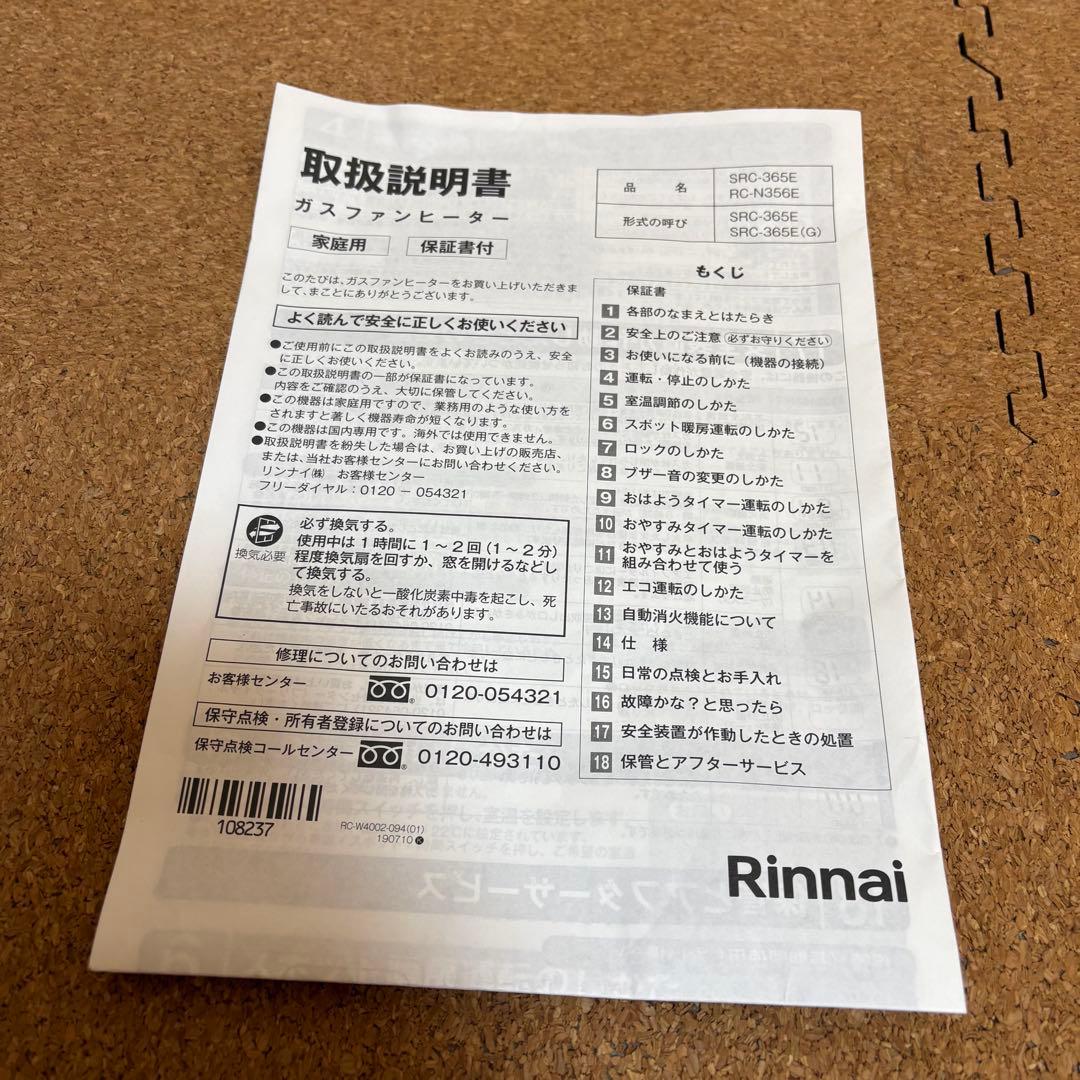 取扱説明書
ガスファンヒーター
家庭用 保証書付
このたびは、ガスファンヒーターをお買い上げいただきま
して、まことにありがとうございます。
よく読んで安全に正しくお使いください
●ご使用前にこの取扱説明書をよくお読みのうえ、安全
に正しくお使いください。
●この取扱説明書の一部が保証書になっています。
内容をご確認のうえ、大切に保管してください。
●この機器は家庭用ですので、業務用のような使い方を
されますと著しく機器寿命が短くなります。
●この機器は国内専用です。海外では使用できません。
●取扱説明書を紛失した場合は、お買い上げの販売店、
または、当社お客様センターにお問い合わせください。
リンナイ㈱ お客様センター
フリーダイヤル:0120-054321
換気必要
必ず換気する。
使用中は1時間に1~2回(1~2分)
程度換気扇を回すか、窓を開けるなどし
て換気する。
換気をしないと一酸化炭素中毒を起こし、死
亡事故にいたるおそれがあります。
修理についてのお問い合わせは
お客様センター 0120-054321
保守点検・所有者登録についてのお問い合わせは
保守点検コールセンター 0120-493110
108237
RC-W4002-094(01)
190710Ⓚ
品名 SRC-365E
RC-N356E
形式の呼び SRC-365E
SRC-365E(G)
もくじ
保証書
1 各部のなまえとはたらき
2 安全上のご注意 必ずお守りください
3 お使いになる前に(機器の接続)
4 運転・停止のしかた
5 室温調節のしかた
6 スポット暖房運転のしかた
7 ロックのしかた
8 ブザー音の変更のしかた
9 おはようタイマー運転のしかた
10 おやすみタイマー運転のしかた
11 おやすみとおはようタイマーを
組み合わせて使う
12 エコ運転のしかた
13 自動消火機能について
14 仕様
15 日常の点検とお手入れ
16 故障かな?と思ったら
17 安全装置が作動したときの処置
18 保管とアフターサービス
Rinnai